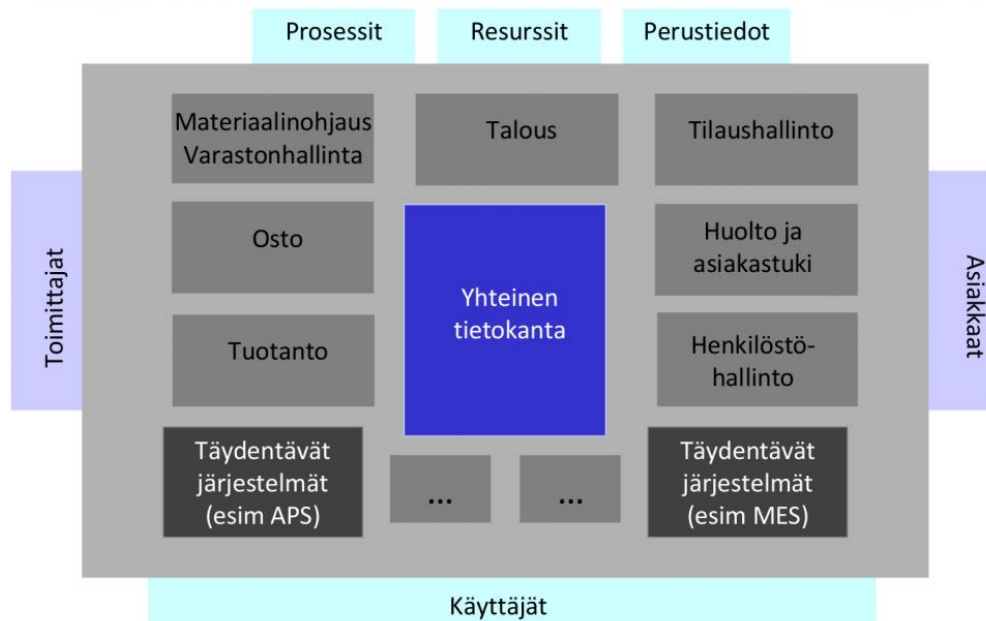 Prosessit
Resurssit
Perustiedot
Materiaalinohjaus
Varastonhallinta
Talous
Tilaushallinto
Toimittajat
Osto
Yhteinen
tietokanta
Huolto ja
asiakastuki
Asiakkaat
Tuotanto
Henkilöstö-
hallinto
Täydentävät
järjestelmät
(esim APS)
...
...
Täydentävät
järjestelmät
(esim MES)
Käyttäjät